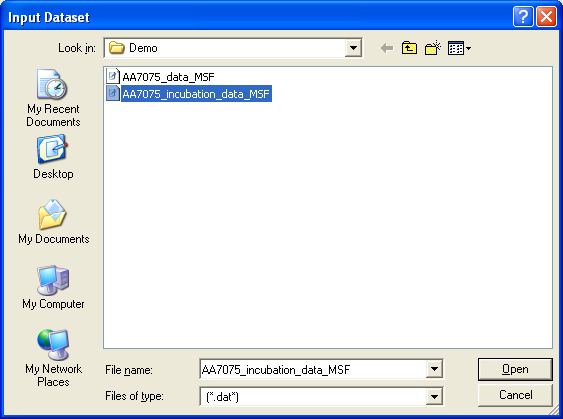 Input Dataset
Look in: Demo
My Recent
Documents
Desktop
My Documents
My Computer
My Network
Places
AA7075_data_MSF
AA7075_incubation_data_MSF
File name: AA7075_incubation_data_MSF Open
Files of type: (*.dat*) Cancel